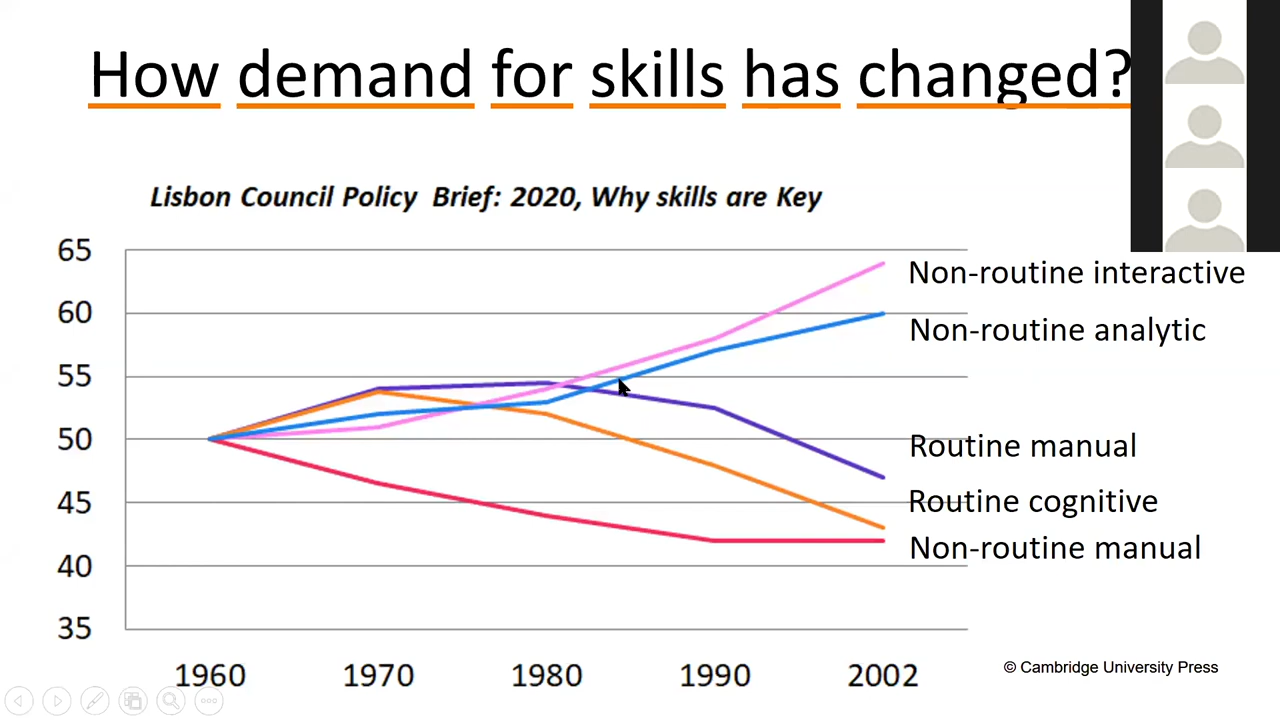 How demand for skills has changed?
Lisbon Council Policy Brief: 2020, Why skills are Key
65
60
55
50
45
40
35
Non-routine interactive
Non-routine analytic
Routine manual
Routine cognitive
Non-routine manual
1960 1970 1980 1990 2002
© Cambridge University Press